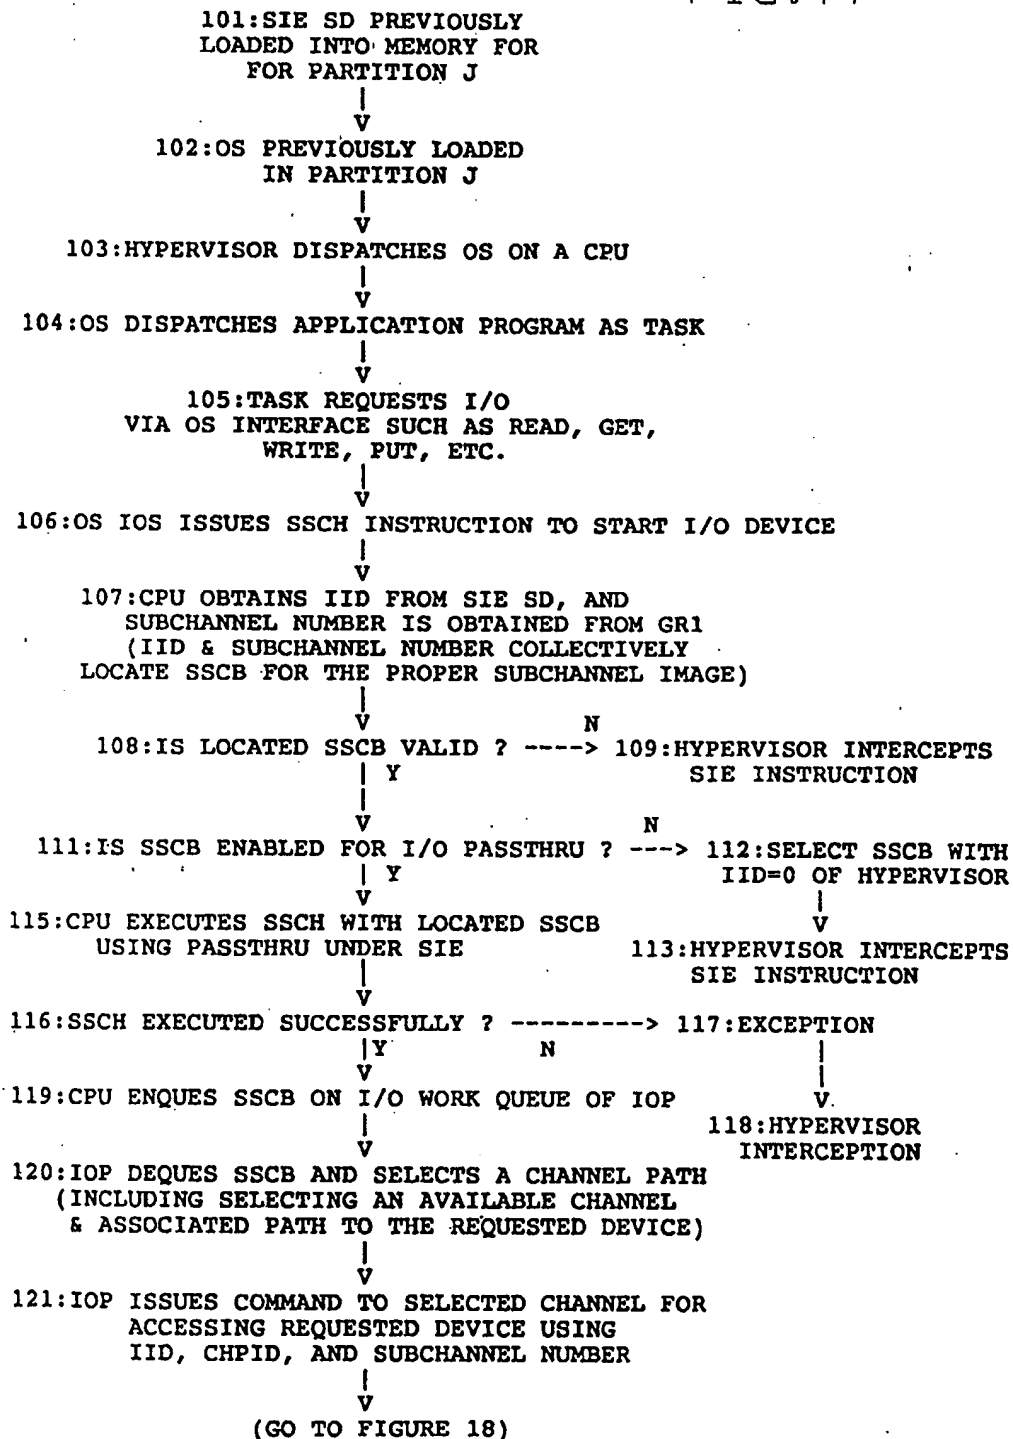 101:SIE SD PREVIOUSLY
LOADED INTO MEMORY FOR
FOR PARTITION J
|
V
102:OS PREVIOUSLY LOADED
IN PARTITION J
|
V
103:HYPERVISOR DISPATCHES OS ON A CPU
|
V
104:OS DISPATCHES APPLICATION PROGRAM AS TASK
|
V
105:TASK REQUESTS I/O
VIA OS INTERFACE SUCH AS READ, GET,
WRITE, PUT, ETC.
|
V
106:OS IOS ISSUES SSCH INSTRUCTION TO START I/O DEVICE
|
V
107:CPU OBTAINS IID FROM SIE SD, AND
SUBCHANNEL NUMBER IS OBTAINED FROM GR1
(IID & SUBCHANNEL NUMBER COLLECTIVELY
LOCATE SSCB FOR THE PROPER SUBCHANNEL IMAGE)
|
V N
108:IS LOCATED SSCB VALID ? ----> 109:HYPERVISOR INTERCEPTS
| Y SIE INSTRUCTION
|
V N
111:IS SSCB ENABLED FOR I/O PASSTHRU ? ---> 112:SELECT SSCB WITH
| Y IID=0 OF HYPERVISOR
V |
115:CPU EXECUTES SSCH WITH LOCATED SSCB V
USING PASSTHRU UNDER SIE 113:HYPERVISOR INTERCEPTS
| SIE INSTRUCTION
V
116:SSCH EXECUTED SUCCESSFULLY ? ---------> 117:EXCEPTION
|Y N |
V |
119:CPU ENQUES SSCB ON I/O WORK QUEUE OF IOP V
| 118:HYPERVISOR
V INTERCEPTION
120:IOP DEQUES SSCB AND SELECTS A CHANNEL PATH
(INCLUDING SELECTING AN AVAILABLE CHANNEL
& ASSOCIATED PATH TO THE REQUESTED DEVICE)
|
V
121:IOP ISSUES COMMAND TO SELECTED CHANNEL FOR
ACCESSING REQUESTED DEVICE USING
IID, CHPID, AND SUBCHANNEL NUMBER
|
V
(GO TO FIGURE 18)